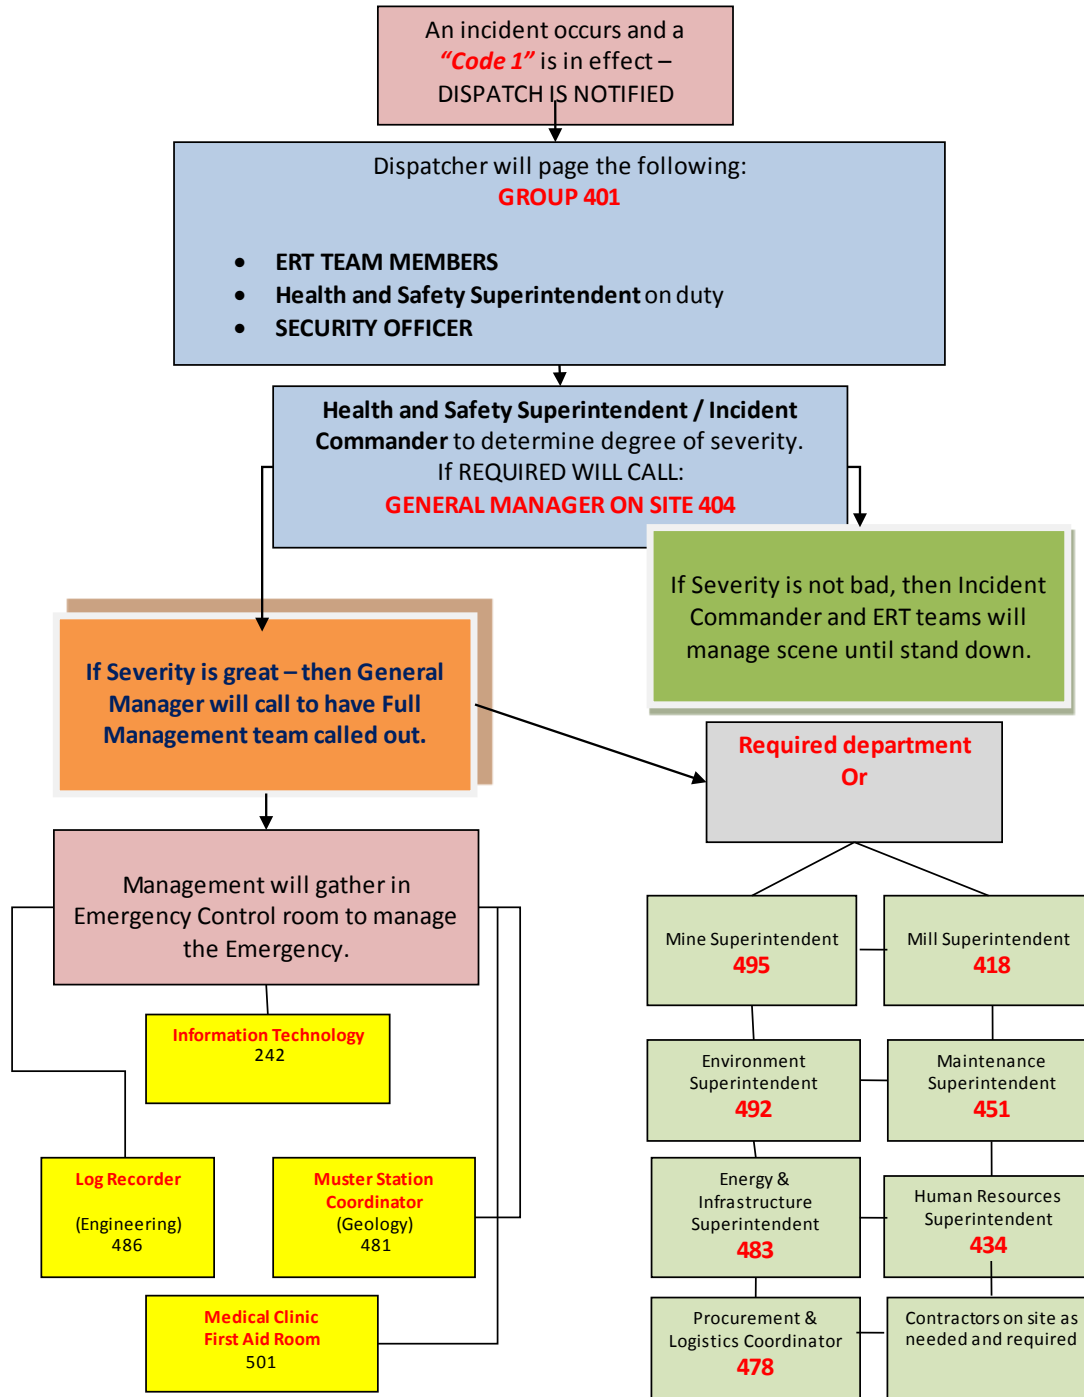 An incident occurs and a
“Code 1” is in effect –
DISPATCH IS NOTIFIED
Dispatcher will page the following:
GROUP 401
• ERT TEAM MEMBERS
• Health and Safety Superintendent on duty
• SECURITY OFFICER
Health and Safety Superintendent / Incident
Commander to determine degree of severity.
If REQUIRED WILL CALL:
GENERAL MANAGER ON SITE 404
If Severity is not bad, then Incident
Commander and ERT teams will
manage scene until stand down.
If Severity is great – then General
Manager will call to have Full
Management team called out.
Required department
Or
Management will gather in
Emergency Control room to manage
the Emergency.
Mine Superintendent
495
Mill Superintendent
418
Information Technology
242
Environment
Superintendent
492
Maintenance
Superintendent
451
Log Recorder
(Engineering)
486
Muster Station
Coordinator
(Geology)
481
Energy &
Infrastructure
Superintendent
483
Human Resources
Superintendent
434
Medical Clinic
First Aid Room
501
Procurement &
Logistics Coordinator
478
Contractors on site as
needed and required